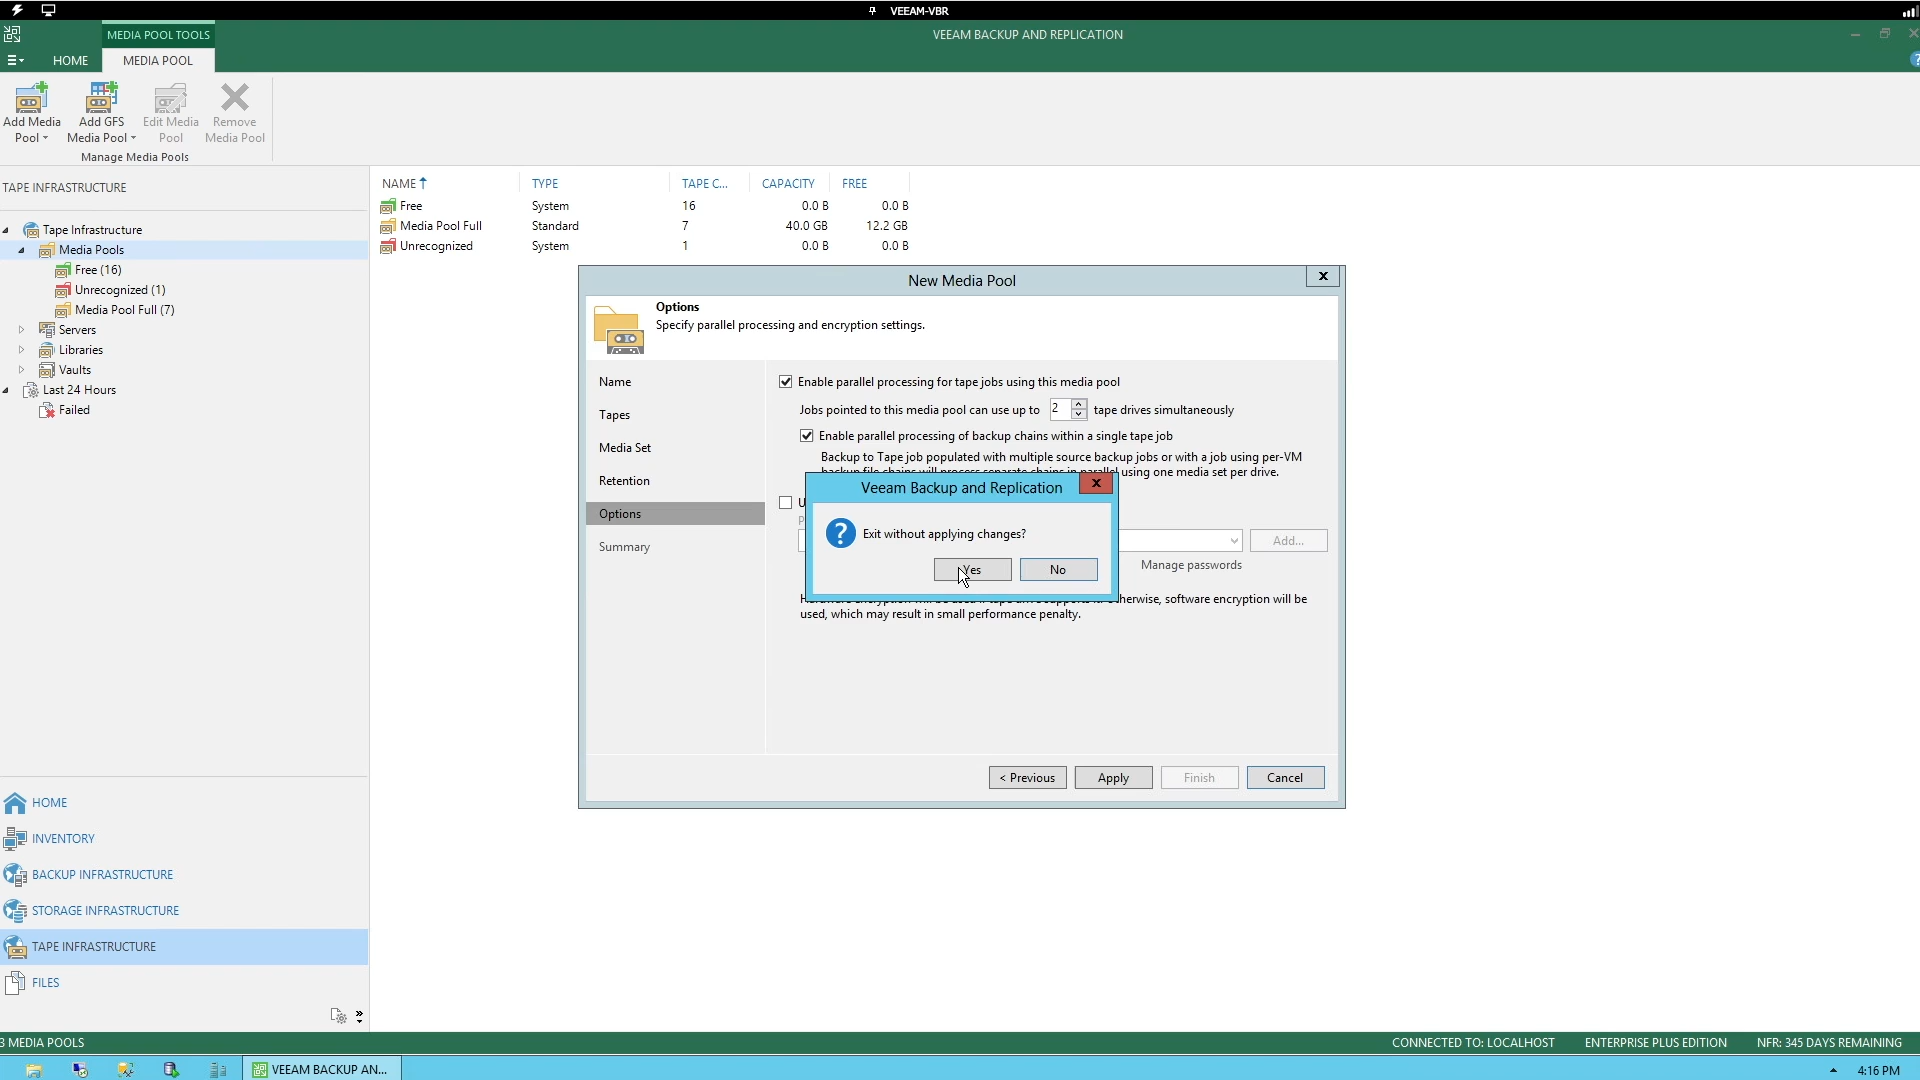 VEEAM-VBR
MEDIA POOL TOOLS
VEEAM BACKUP AND REPLICATION
HOME
MEDIA POOL
Add Media
Pool
Add GFS
Media Pool
Edit Media
Pool
Remove
Media Pool
Manage Media Pools
TAPE INFRASTRUCTURE
Tape Infrastructure
Media Pools
Free (16)
Unrecognized (1)
Media Pool Full (7)
Servers
Libraries
Vaults
Last 24 Hours
Failed
NAME TYPE TAPE C... CAPACITY FREE
Free System 16 0.0 B 0.0 B
Media Pool Full Standard 7 40.0 GB 12.2 GB
Unrecognized System 1 0.0 B 0.0 B
New Media Pool
Options
Specify parallel processing and encryption settings.
Name
Tapes
Media Set
Retention
Options
Summary
Enable parallel processing for tape jobs using this media pool
Jobs pointed to this media pool can use up to 2 tape drives simultaneously
Enable parallel processing of backup chains within a single tape job
Backup to Tape job populated with multiple source backup jobs or with a job using per-VM
backup file chains will process separate chains in parallel using one media set per drive.
Veeam Backup and Replication
Exit without applying changes?
Yes
No
Add...
Manage passwords
otherwise, software encryption will be
used, which may result in small performance penalty.
< Previous
Apply
Finish
Cancel
HOME
INVENTORY
BACKUP INFRASTRUCTURE
STORAGE INFRASTRUCTURE
TAPE INFRASTRUCTURE
FILES
3 MEDIA POOLS
CONNECTED TO: LOCALHOST
ENTERPRISE PLUS EDITION
NFR: 345 DAYS REMAINING
VEEAM BACKUP AN...
4:16 PM